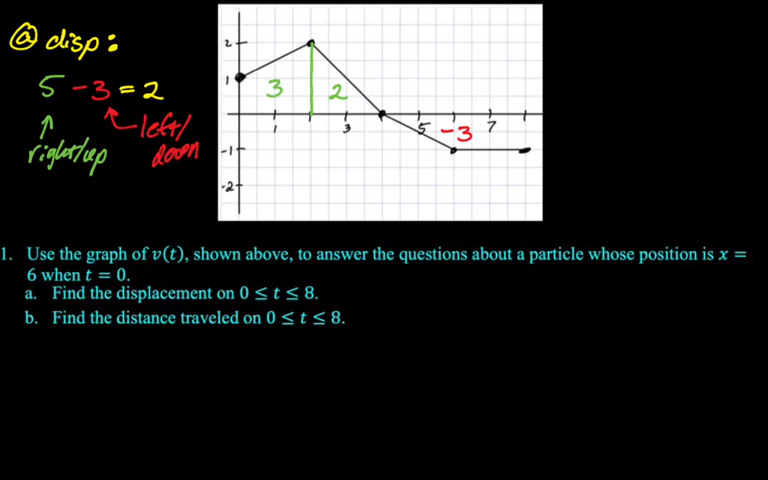 ⓐ disp:
5 -3 = 2
left/
down
right/up
2
1
-1
-2
3
2
-3
1
3
5
7
1. Use the graph of v(t), shown above, to answer the questions about a particle whose position is x =
6 when t = 0.
a. Find the displacement on 0 ≤ t ≤ 8.
b. Find the distance traveled on 0 ≤ t ≤ 8.